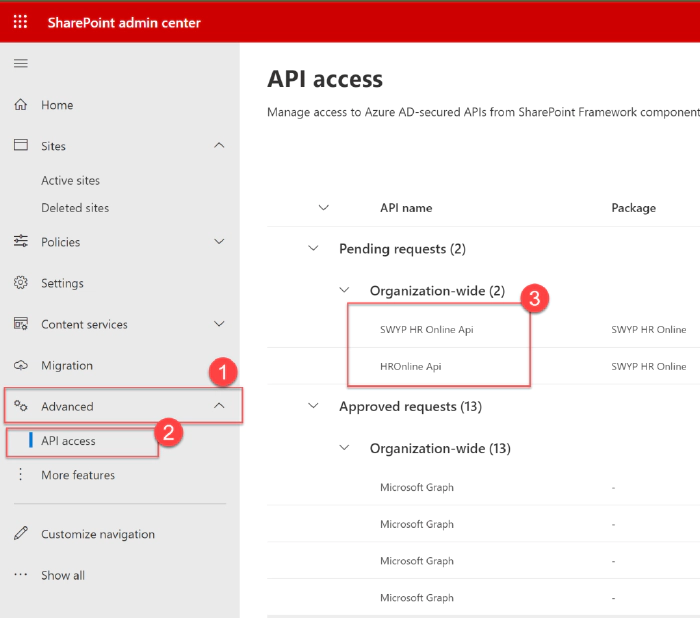 SharePoint admin center
Home
Sites
Active sites
Deleted sites
Policies
Settings
Content services
Migration
1
Advanced
2
API access
More features
Customize navigation
Show all
API access
Manage access to Azure AD-secured APIs from SharePoint Framework component
API name Package
Pending requests (2)
Organization-wide (2)
3
SWYP HR Online Api SWYP HR Online
HROnline Api SWYP HR Online
Approved requests (13)
Organization-wide (13)
Microsoft Graph -
Microsoft Graph -
Microsoft Graph -
Microsoft Graph -